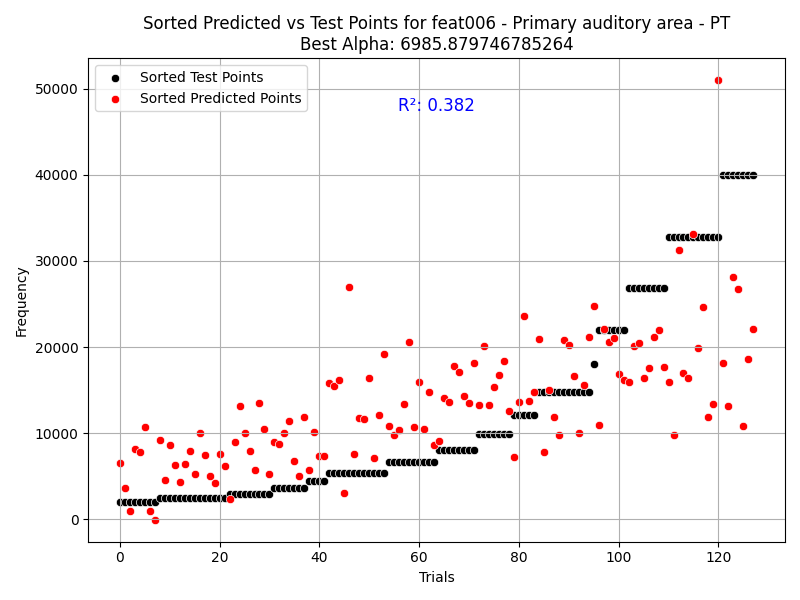 Sorted Predicted vs Test Points for feat006 - Primary auditory area - PT
Best Alpha: 6985.879746785264
Sorted Test Points
Sorted Predicted Points
R²: 0.382
50000
40000
30000
20000
10000
0
Frequency
0 20 40 60 80 100 120
Trials